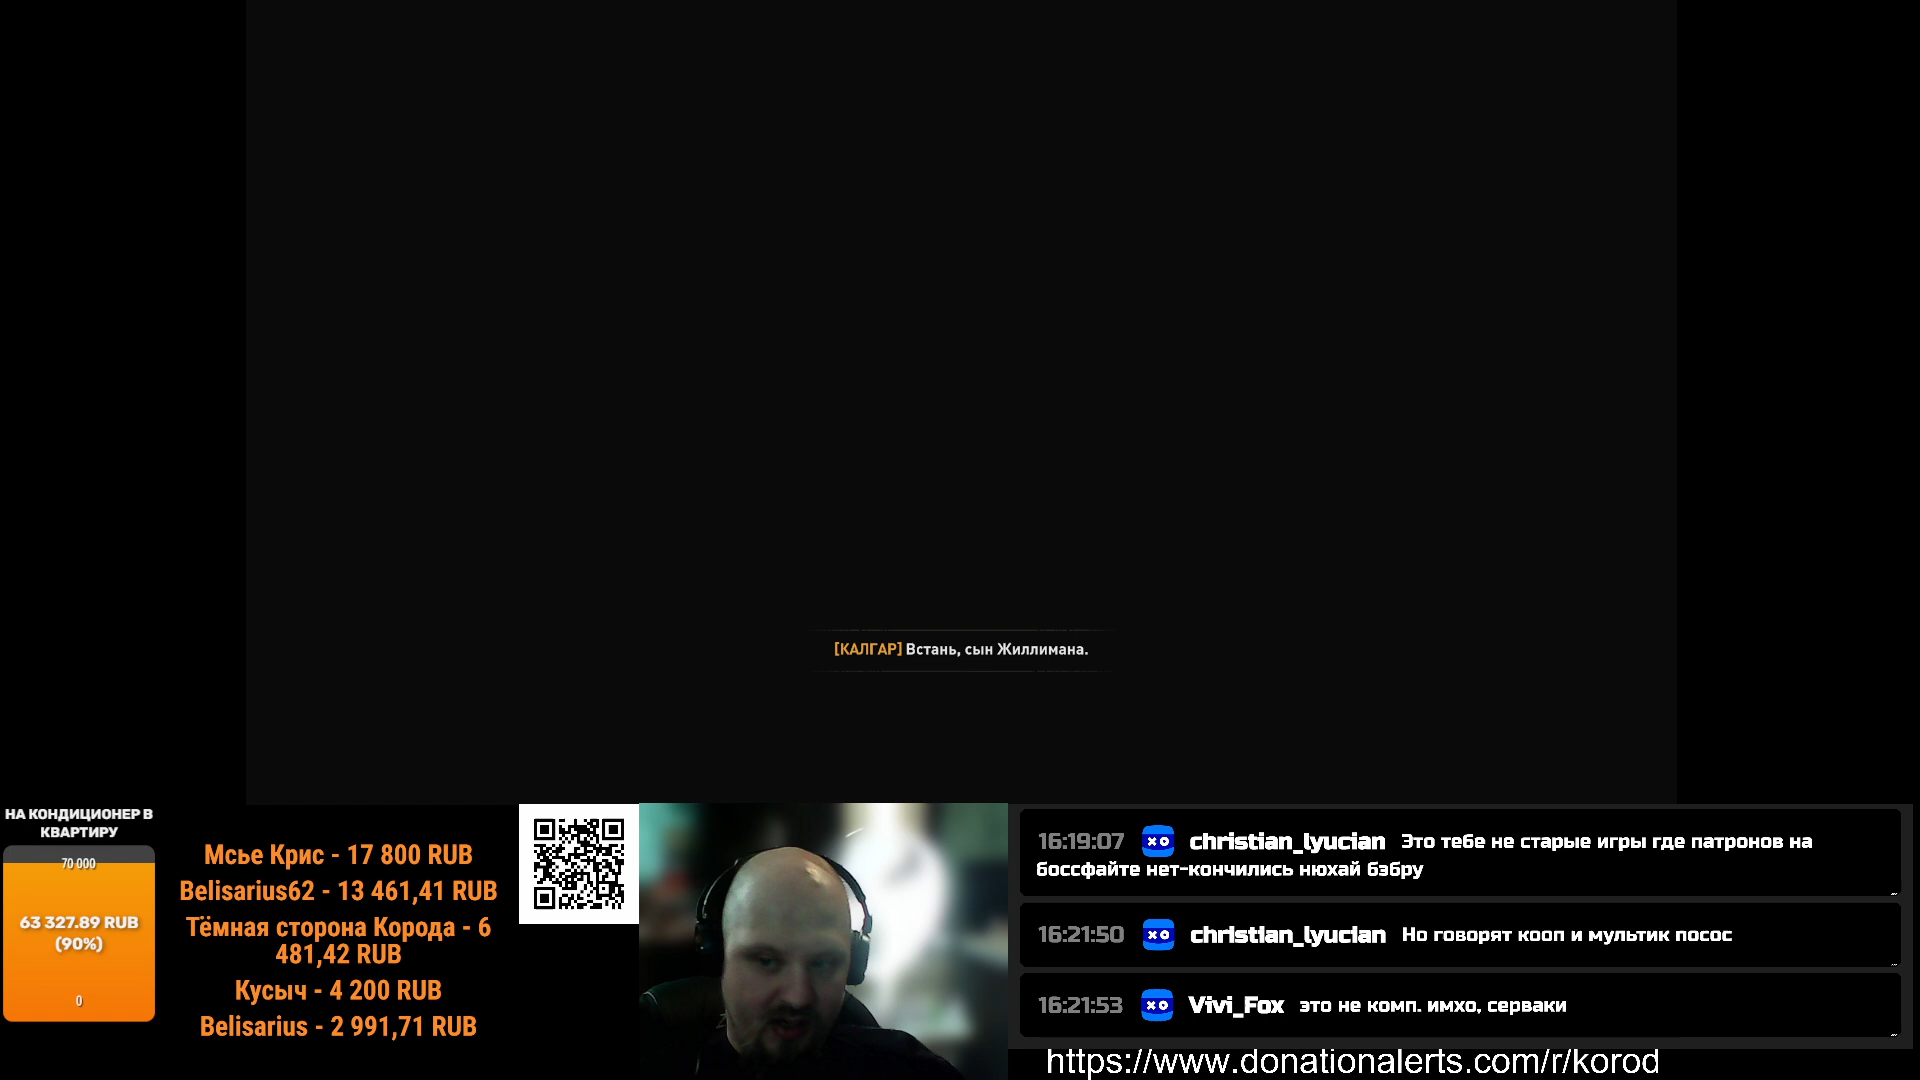 [КАЛГАР] Встань, сын Жиллимана.
НА КОНДИЦИОНЕР В
КВАРТИРУ
70 000
63 327.89 RUB
(90%)
0
Мсье Крис - 17 800 RUB
Belisarius62 - 13 461,41 RUB
Тёмная сторона Корода - 6
481,42 RUB
Кусыч - 4 200 RUB
Belisarius - 2 991,71 RUB
16:19:07 christian_lyucian Это тебе не старые игры где патронов на
боссфайте нет-кончились нюхай бэбру
16:21:50 christian_lyucian Но говорят кооп и мультик посос
16:21:53 Vivi_Fox это не комп. имхо, серваки
https://www.donationalerts.com/r/korod